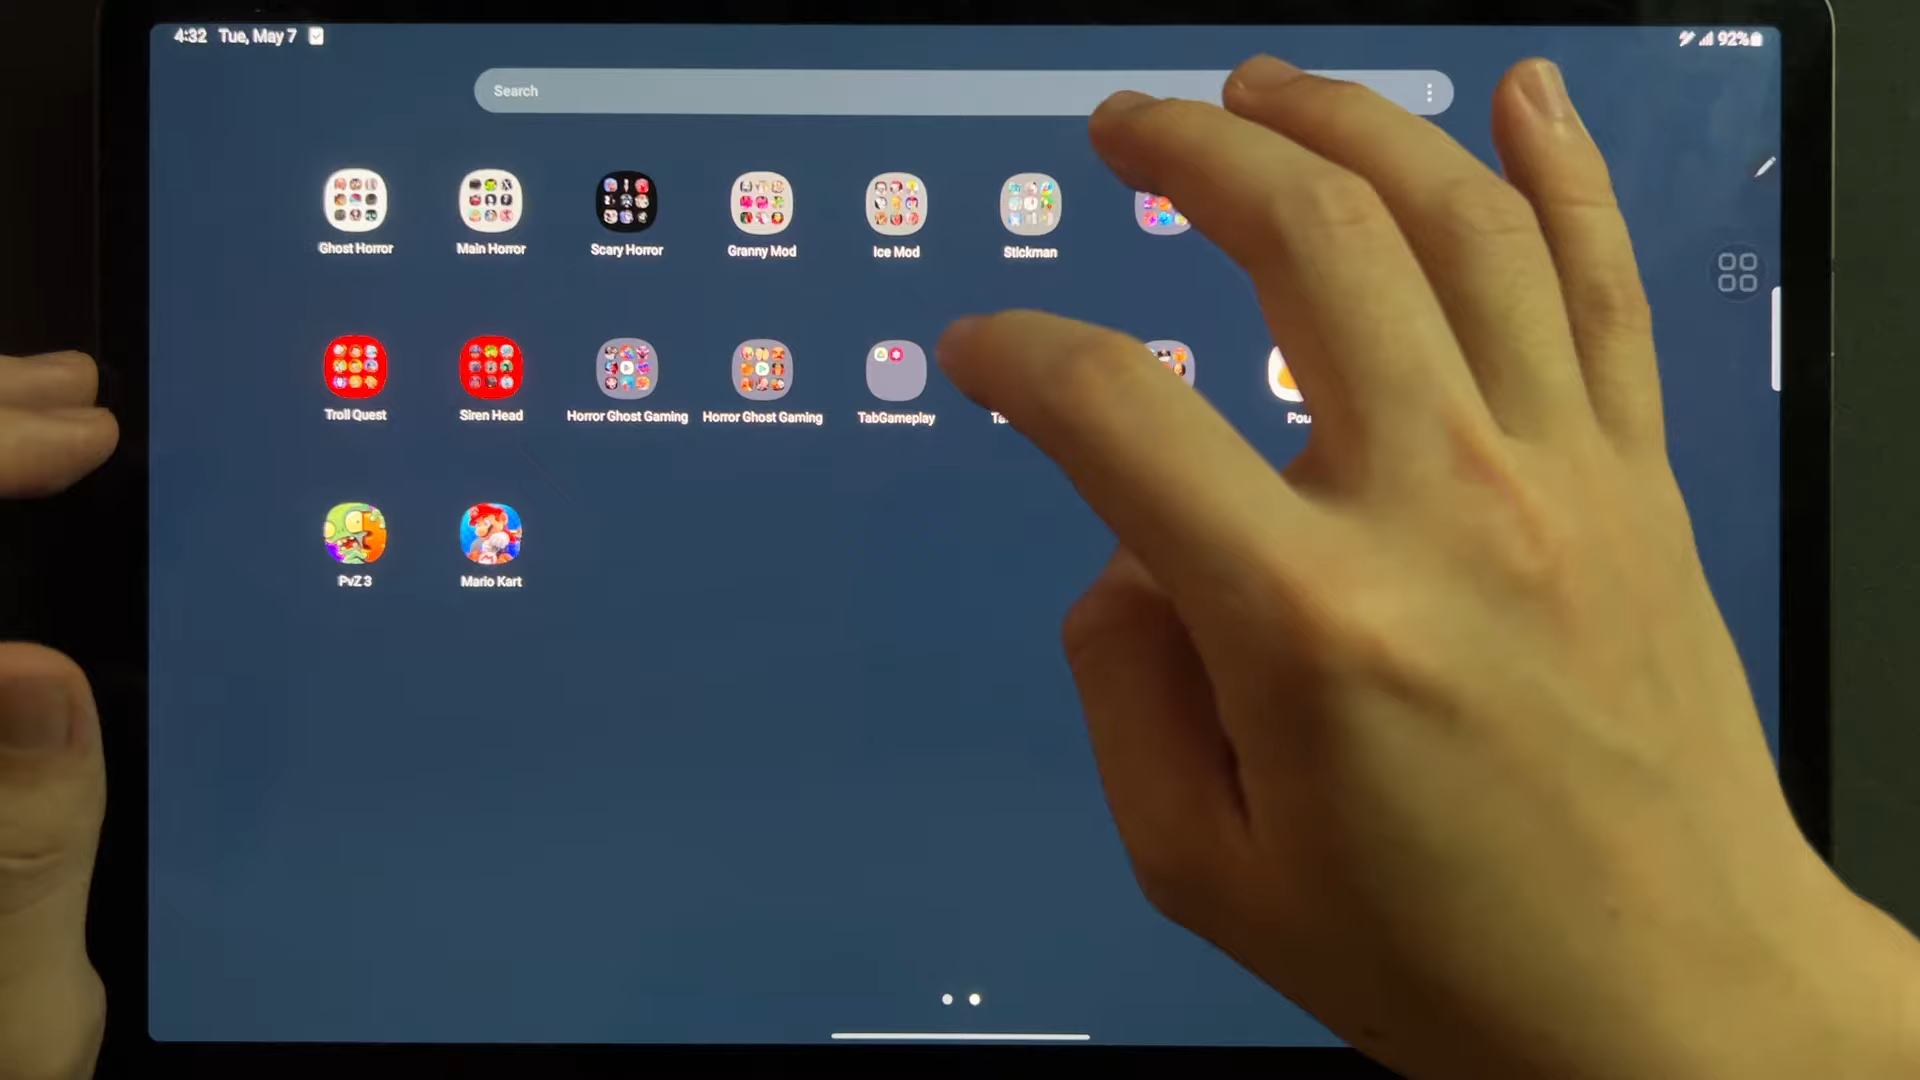 4:32 Tue, May 7
92%
Search
Ghost Horror
Main Horror
Scary Horror
Granny Mod
Ice Mod
Stickman
Troll Quest
Siren Head
Horror Ghost Gaming
Horror Ghost Gaming
TabGameplay
Pou
PvZ 3
Mario Kart